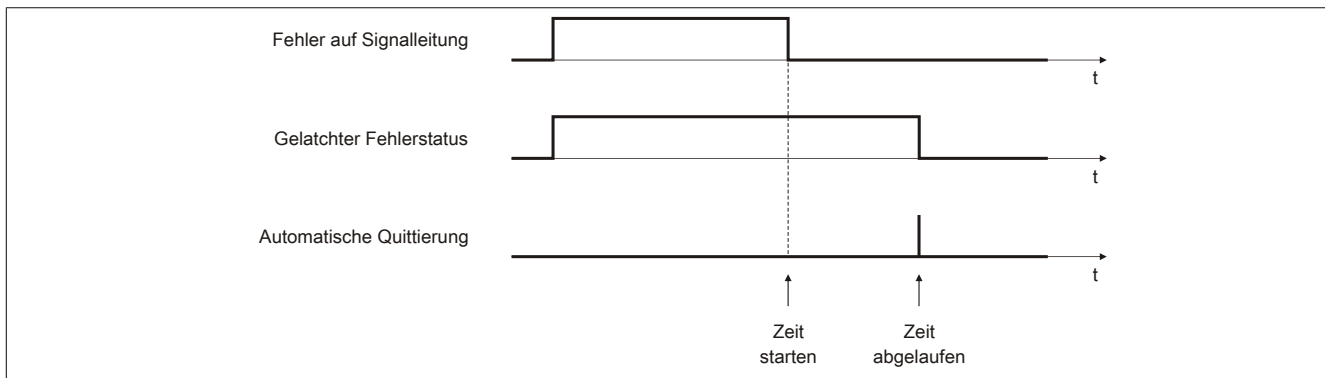 Fehler auf Signalleitung
t
Gelatchter Fehlerstatus
t
Automatische Quittierung
t
Zeit
starten
Zeit
abgelaufen